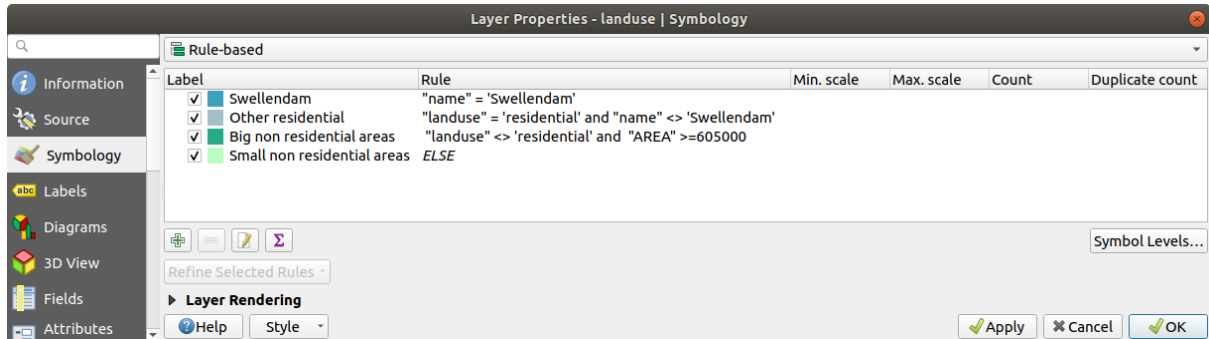 Layer Properties - landuse | Symbology
Information
Source
Symbology
Labels
Diagrams
3D View
Fields
Attributes
Rule-based
Label Rule Min. scale Max. scale Count Duplicate count
Swellendam "name" = 'Swellendam'
Other residential "landuse" = 'residential' and "name" <> 'Swellendam'
Big non residential areas "landuse" <> 'residential' and "AREA" >=605000
Small non residential areas ELSE
Symbol Levels...
Refine Selected Rules
Layer Rendering
Help Style Apply Cancel OK
abc